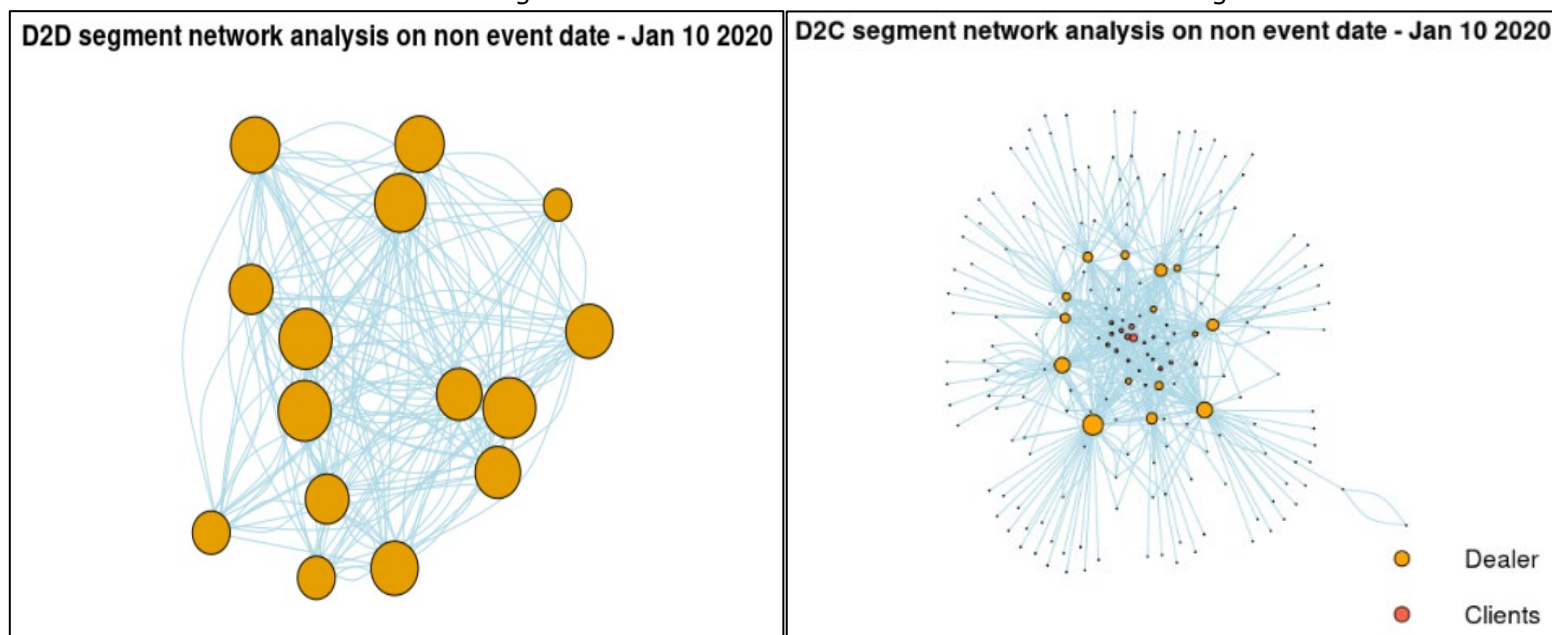 D2D segment network analysis on non event date - Jan 10 2020
D2C segment network analysis on non event date - Jan 10 2020
Dealer
Clients